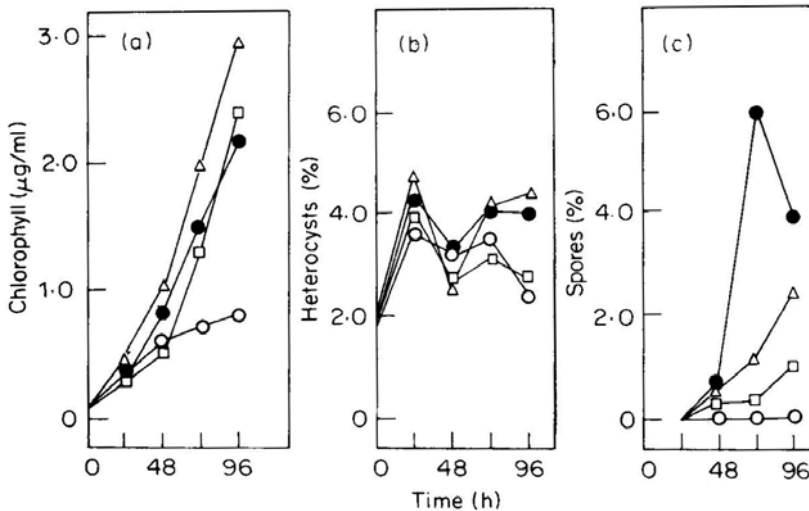 (a)
Chlorophyll (μg/ml)
3·0
2·0
1·0
0
0 48 96
(b)
Heterocysts (%)
6·0
4·0
2·0
0
0 48 96
(c)
Spores (%)
6·0
4·0
2·0
0
0 48 96
Time (h)